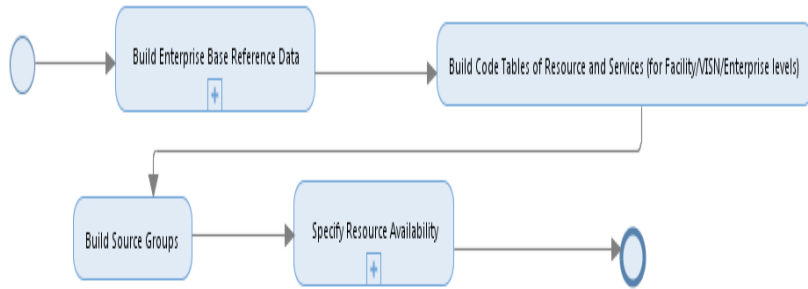 Build Enterprise Base Reference Data
Build Code Tables of Resource and Services (for Facility/VISN/Enterprise levels)
Build Source Groups
Specify Resource Availability